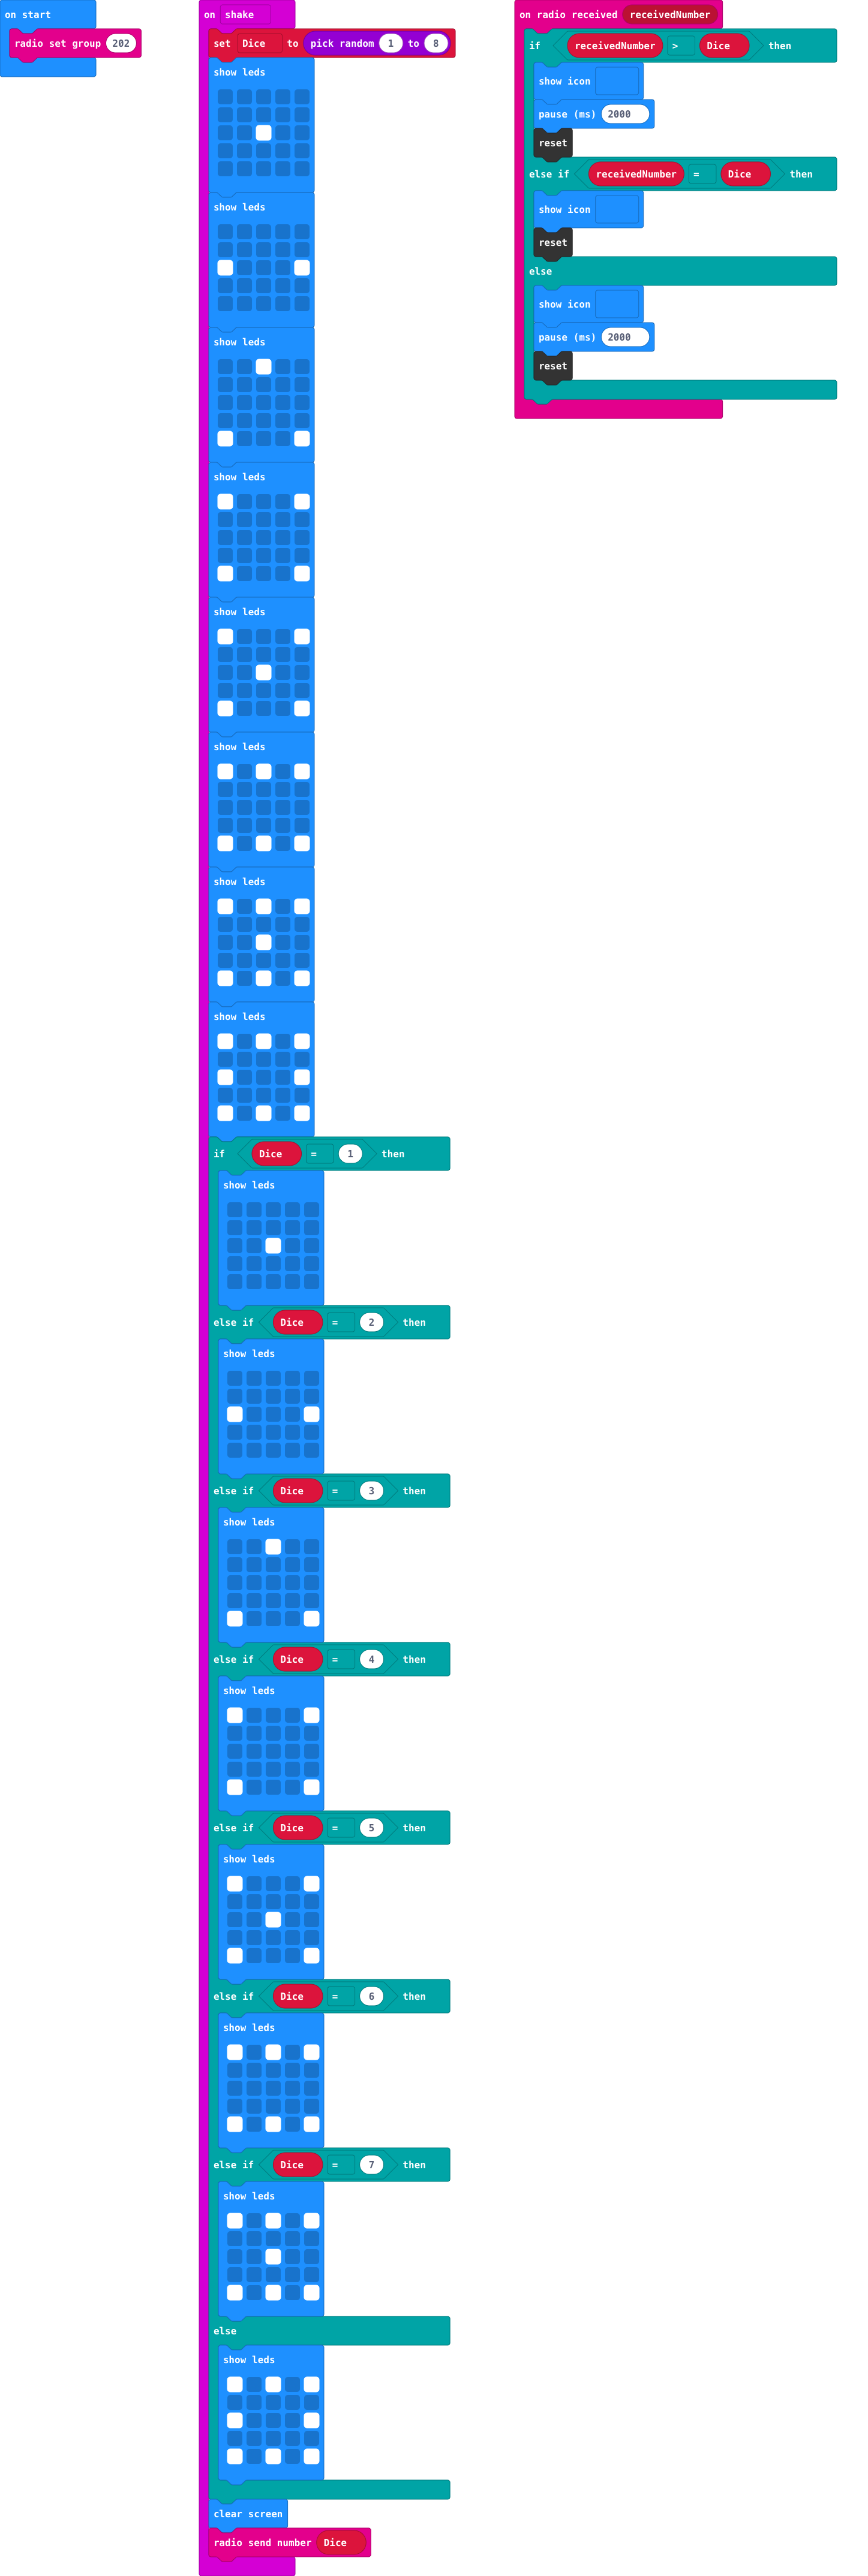 on start
radio set group 202
on shake
set Dice to pick random 1 to 8
show leds
show leds
show leds
show leds
show leds
show leds
show leds
show leds
if Dice = 1 then
show leds
else if Dice = 2 then
show leds
else if Dice = 3 then
show leds
else if Dice = 4 then
show leds
else if Dice = 5 then
show leds
else if Dice = 6 then
show leds
else if Dice = 7 then
show leds
else
show leds
clear screen
radio send number Dice
on radio received receivedNumber
if receivedNumber > Dice then
show icon
pause (ms) 2000
reset
else if receivedNumber = Dice then
show icon
reset
else
show icon
pause (ms) 2000
reset